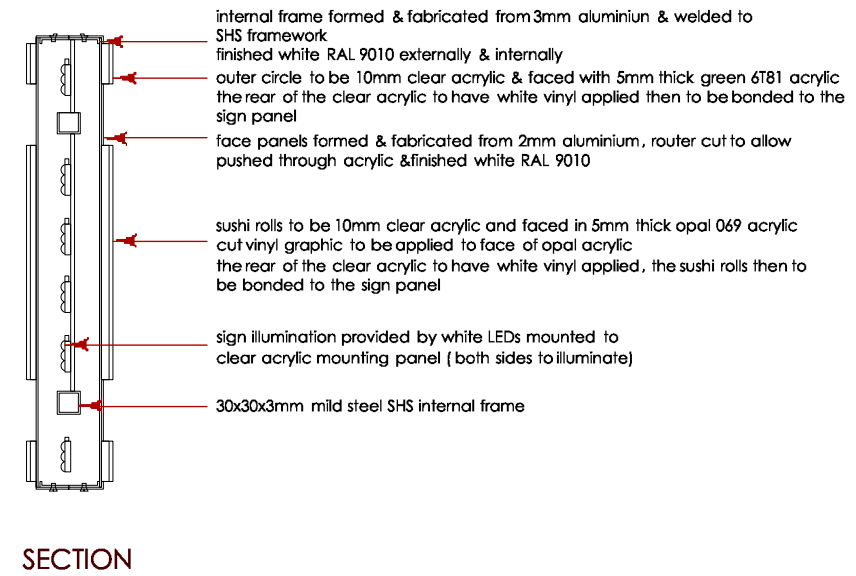 internal frame formed & fabricated from 3mm aluminiun & welded to
SHS framework
finished white RAL 9010 externally & internally
outer circle to be 10mm clear acrrylic & faced with 5mm thick green 6T81 acrylic
the rear of the clear acrylic to have white vinyl applied then to be bonded to the
sign panel
face panels formed & fabricated from 2mm aluminium, router cut to allow
pushed through acrylic &finished white RAL 9010
sushi rolls to be 10mm clear acrylic and faced in 5mm thick opal 069 acrylic
cut vinyl graphic to be applied to face of opal acrylic
the rear of the clear acrylic to have white vinyl applied, the sushi rolls then to
be bonded to the sign panel
sign illumination provided by white LEDs mounted to
clear acrylic mounting panel ( both sides to illuminate)
30x30x3mm mild steel SHS internal frame
SECTION